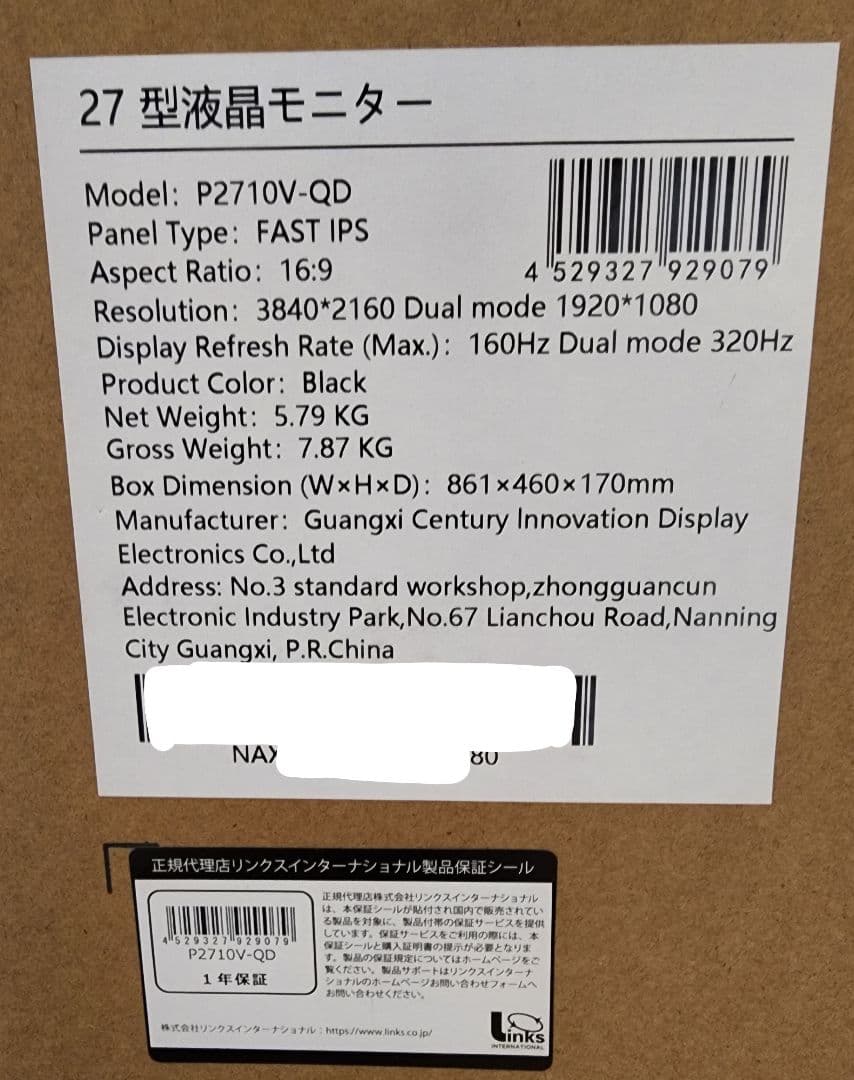 27 型液晶モニター
Model: P2710V-QD
Panel Type: FAST IPS
Aspect Ratio: 16:9
4 529327 929079
Resolution: 3840*2160 Dual mode 1920*1080
Display Refresh Rate (Max.): 160Hz Dual mode 320Hz
Product Color: Black
Net Weight: 5.79 KG
Gross Weight: 7.87 KG
Box Dimension (W×H×D): 861×460×170mm
Manufacturer: Guangxi Century Innovation Display
Electronics Co.,Ltd
Address: No.3 standard workshop,zhongguancun
Electronic Industry Park,No.67 Lianchou Road,Nanning
City Guangxi, P.R.China
NAX 80
正規代理店リンクスインターナショナル製品保証シール
4 529327 929079
P2710V-QD
1 年保証
正規代理店株式会社リンクスインターナショナル
は、本保証シールが貼付され国内で販売されてい
る製品を対象に、製品付帯の保証サービスを提供
しています。保証サービスをご利用の際には、本
保証シールと購入証明書の提示が必要となりま
す。製品の保証規定についてはホームページをご
覧ください。製品サポートはリンクスインターナ
ショナルのホームページお問い合わせフォームへ
お問い合わせください。
株式会社リンクスインターナショナル:https://www.links.co.jp/
Links
INTERNATIONAL